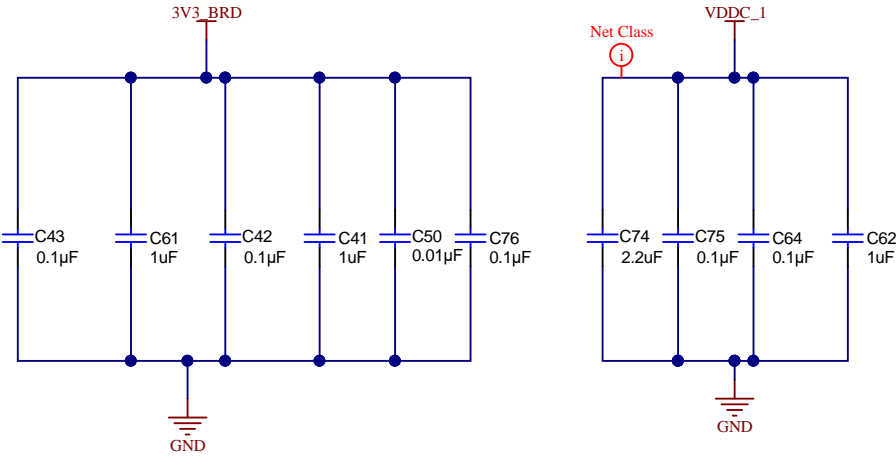 3V3_BRD
VDDC_1
Net Class
i
C43
0.1µF
C61
1uF
C42
0.1µF
C41
1uF
C50
0.01µF
C76
0.1µF
C74
2.2uF
C75
0.1µF
C64
0.1µF
C62
1uF
GND
GND